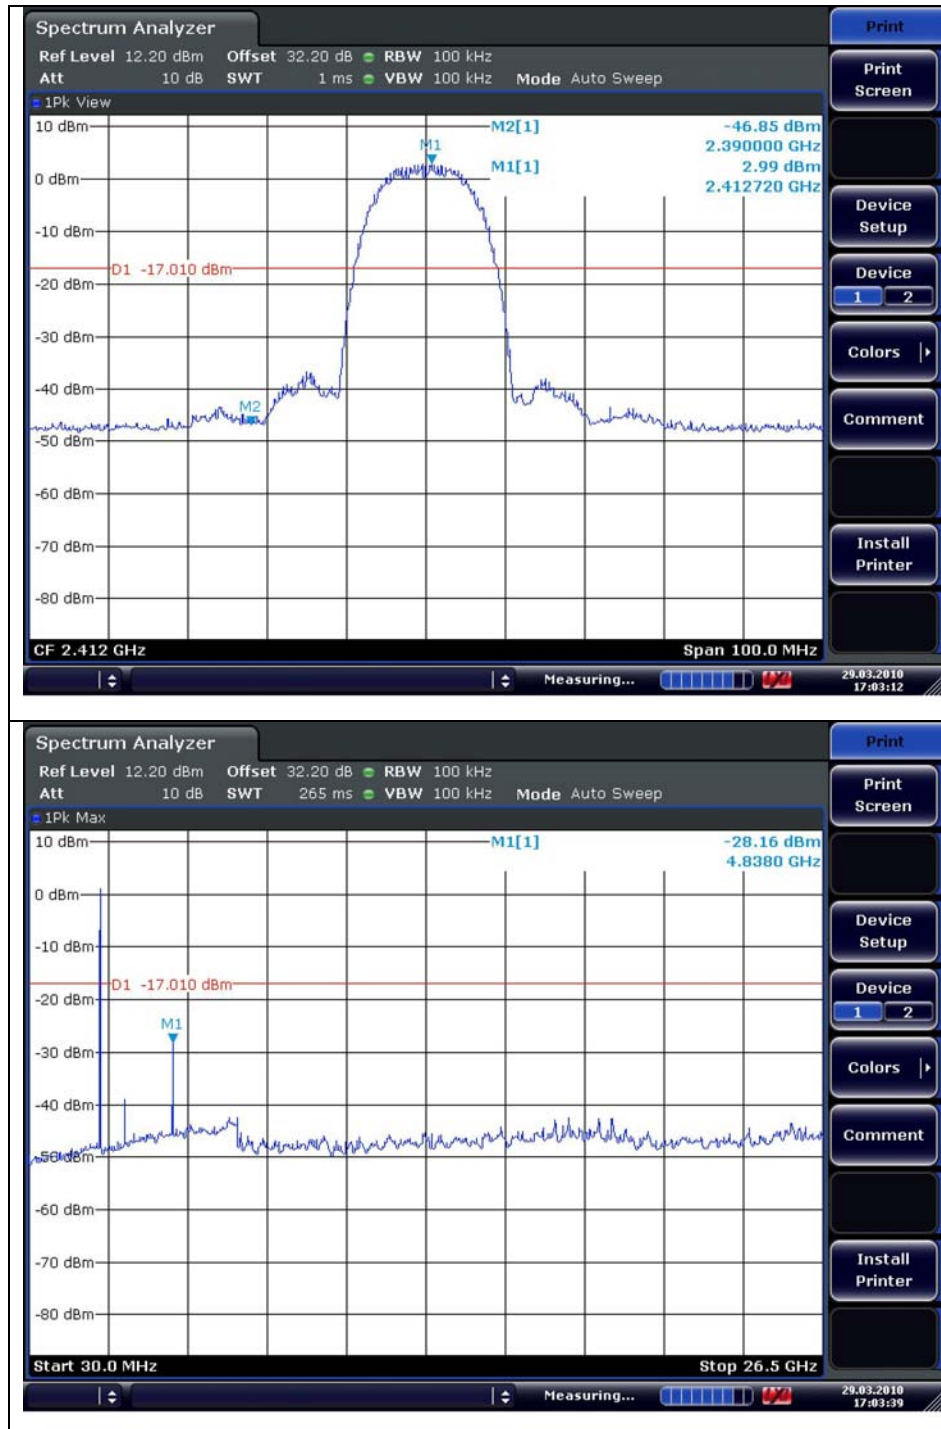 Spectrum Analyzer
Ref Level 12.20 dBm Offset 32.20 dB RBW 100 kHz
Att 10 dB SWT 1 ms VBW 100 kHz Mode Auto Sweep
1Pk View
10 dBm
M2[1] -46.85 dBm
2.390000 GHz
M1
M1[1] 2.99 dBm
2.412720 GHz
0 dBm
-10 dBm
D1 -17.010 dBm
-20 dBm
-30 dBm
-40 dBm
M2
-50 dBm
-60 dBm
-70 dBm
-80 dBm
CF 2.412 GHz Span 100.0 MHz
Measuring...
29.03.2010
17:03:12
Print
Print
Screen
Device
Setup
Device
1 2
Colors
Comment
Install
Printer
Spectrum Analyzer
Ref Level 12.20 dBm Offset 32.20 dB RBW 100 kHz
Att 10 dB SWT 265 ms VBW 100 kHz Mode Auto Sweep
1Pk Max
10 dBm
M1[1] -28.16 dBm
4.8380 GHz
0 dBm
-10 dBm
D1 -17.010 dBm
-20 dBm
M1
-30 dBm
-40 dBm
-50 dBm
-60 dBm
-70 dBm
-80 dBm
Start 30.0 MHz Stop 26.5 GHz
Measuring...
29.03.2010
17:03:39
Print
Print
Screen
Device
Setup
Device
1 2
Colors
Comment
Install
Printer